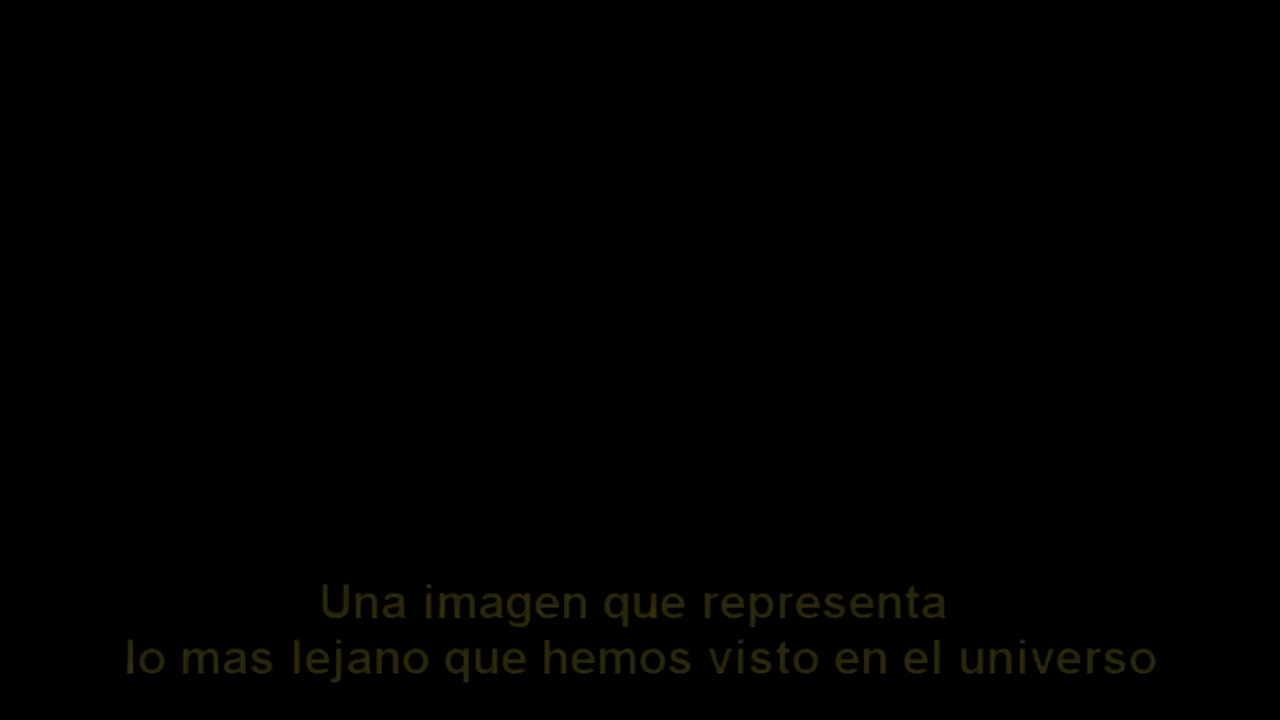 Una imagen que representa
lo mas lejano que hemos visto en el universo